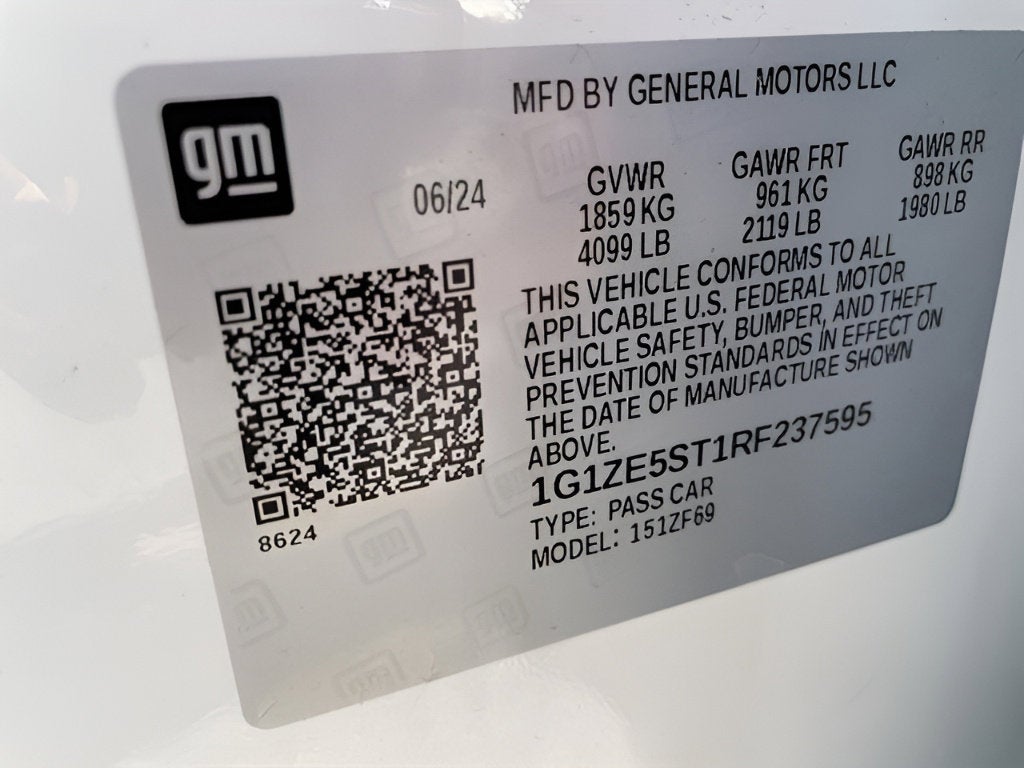 gm
MFD BY GENERAL MOTORS LLC
06/24
GVWR GAWR FRT GAWR RR
1859 KG 961 KG 898 KG
4099 LB 2119 LB 1980 LB
THIS VEHICLE CONFORMS TO ALL
APPLICABLE U.S. FEDERAL MOTOR
VEHICLE SAFETY, BUMPER, AND THEFT
PREVENTION STANDARDS IN EFFECT ON
THE DATE OF MANUFACTURE SHOWN
ABOVE.
1G1ZE5ST1RF237595
TYPE: PASS CAR
MODEL: 151ZF69
8624